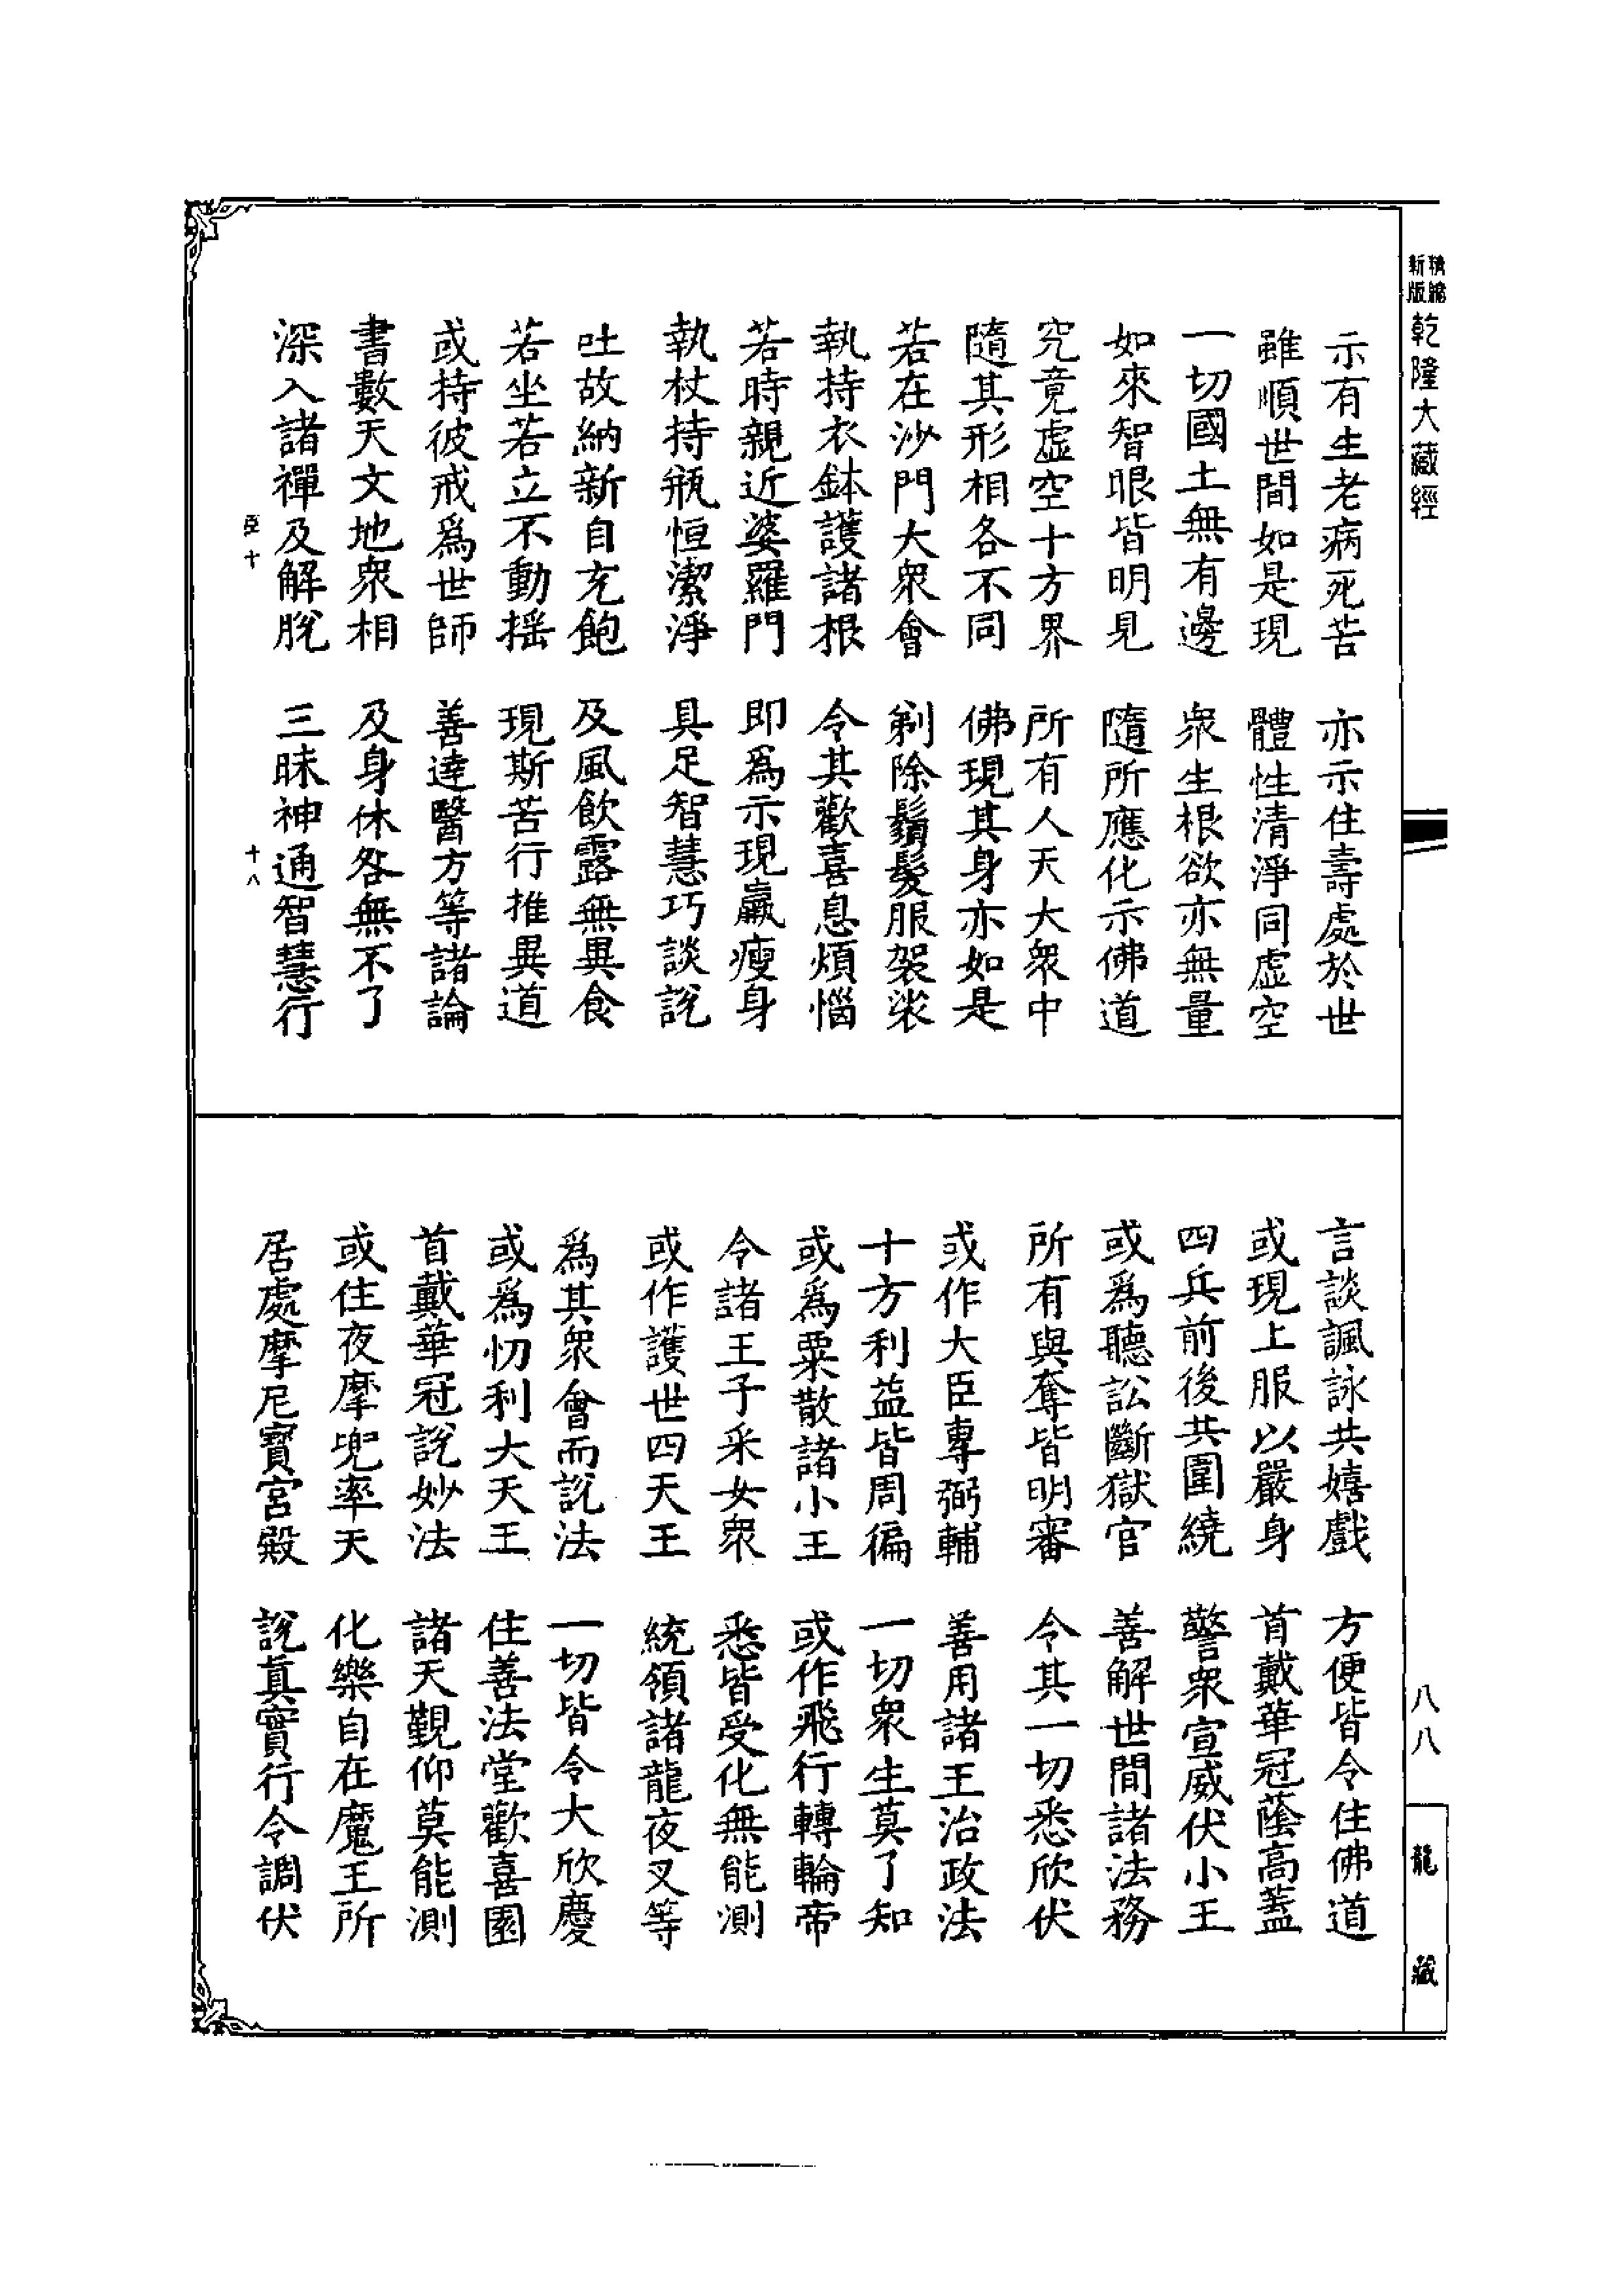 精縮
新版
乾隆大藏經
八八
龍藏
示有生老病死苦　亦示住壽處於世
雖順世間如是現　體性清淨同虛空
一切國土無有邊　衆生根欲亦無量
如來智眼皆明見　隨所應化示佛道
究竟虛空十方界　所有人天大衆中
隨其形相各不同　佛現其身亦如是
若在沙門大衆會　剃除鬚髮服袈裟
執持衣鉢護諸根　令其歡喜息煩惱
若時親近婆羅門　即爲示現羸瘦身
執杖持瓶恒潔淨　具足智慧巧談說
吐故納新自充飽　及風飲露無異食
若坐若立不動搖　現斯苦行摧異道
或持彼戒爲世師　善達醫方等諸論
書數天文地衆相　及身休咎無不了
深入諸禪及解脫　三昧神通智慧行
十八
言談諷詠共嬉戲　方便皆令住佛道
或現上服以嚴身　首戴華冠蔭高蓋
四兵前後共圍繞　警衆宣威伏小王
或爲聽訟斷獄官　善解世間諸法務
所有與奪皆明審　令其一切悉欣伏
或作大臣專弼輔　善用諸王治政法
十方利益皆周徧　一切衆生莫了知
或爲粟散諸小王　或作飛行轉輪帝
令諸王子采女衆　悉皆受化無能測
或作護世四天王　統領諸龍夜叉等
爲其衆會而說法　一切皆令大欣慶
或爲忉利大天王　住善法堂歡喜園
首戴華冠說妙法　諸天覲仰莫能測
或住夜摩兜率天　化樂自在魔王所
居處摩尼寶宮殿　說眞實行令調伏